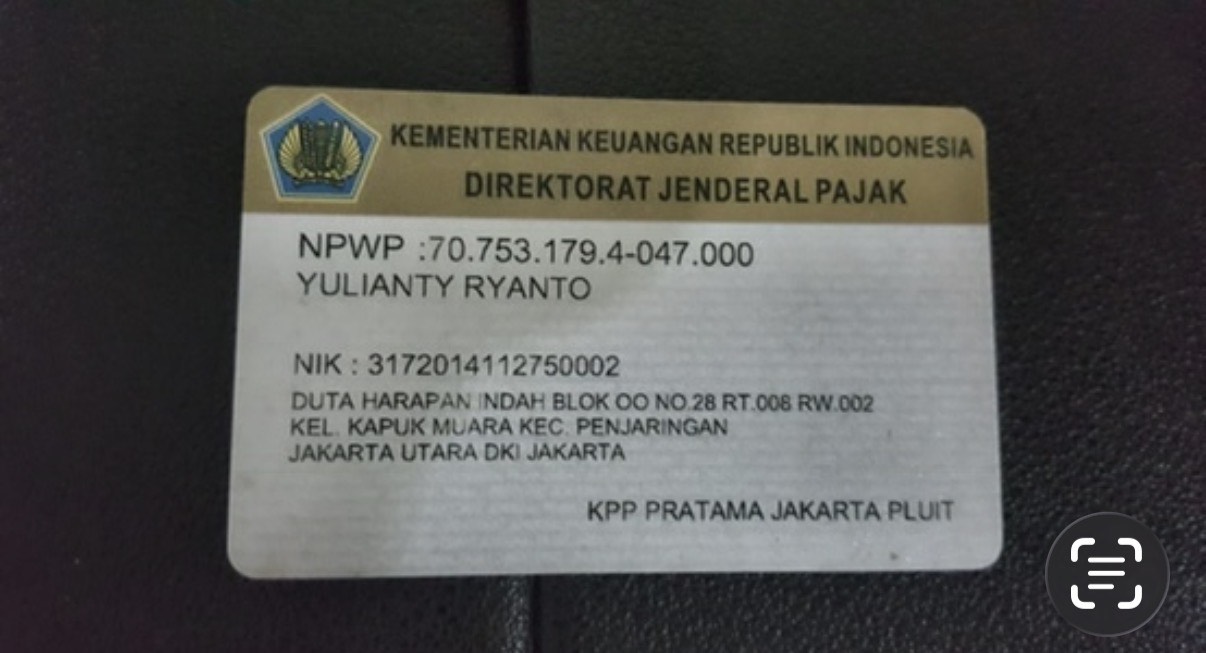 KEMENTERIAN KEUANGAN REPUBLIK INDONESIA
DIREKTORAT JENDERAL PAJAK
NPWP :70.753.179.4-047.000
YULIANTY RYANTO
NIK : 3172014112750002
DUTA HARAPAN INDAH BLOK OO NO.28 RT.008 RW.002
KEL. KAPUK MUARA KEC. PENJARINGAN
JAKARTA UTARA DKI JAKARTA
KPP PRATAMA JAKARTA PLUIT